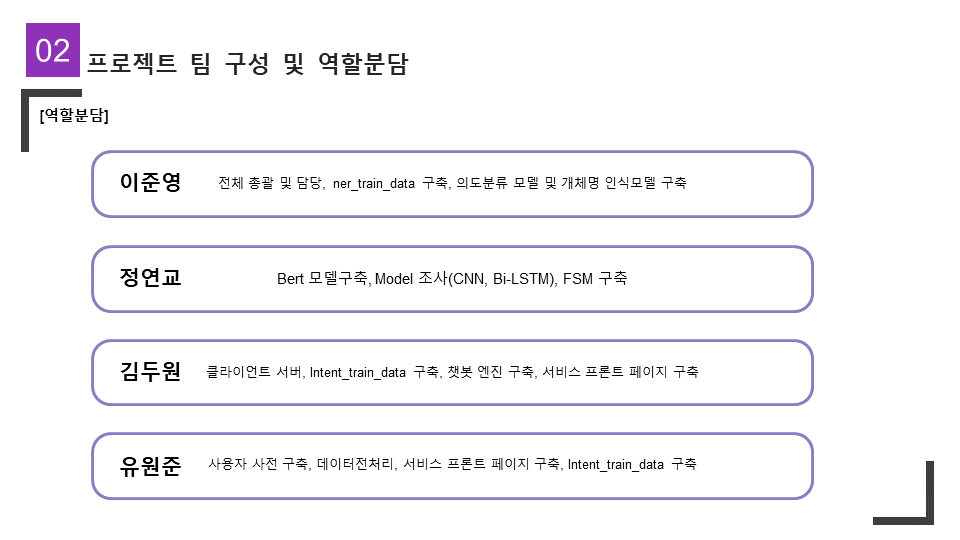 02
프로젝트 팀 구성 및 역할분담
[역할분담]
이준영 전체 총괄 및 담당, ner_train_data 구축, 의도분류 모델 및 개체명 인식모델 구축
정연교 Bert 모델구축, Model 조사(CNN, Bi-LSTM), FSM 구축
김두원 클라이언트 서버, Intent_train_data 구축, 챗봇 엔진 구축, 서비스 프론트 페이지 구축
유원준 사용자 사전 구축, 데이터전처리, 서비스 프론트 페이지 구축, Intent_train_data 구축